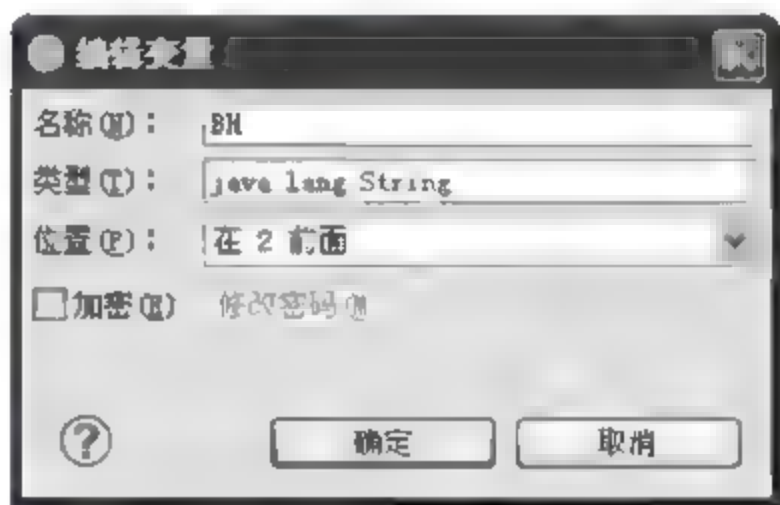 编辑变量
名称(N)： BH
类型(T)： java lang String
位置(P)： 在 2 前面
加密(E) 修改密码(M
确定 取消